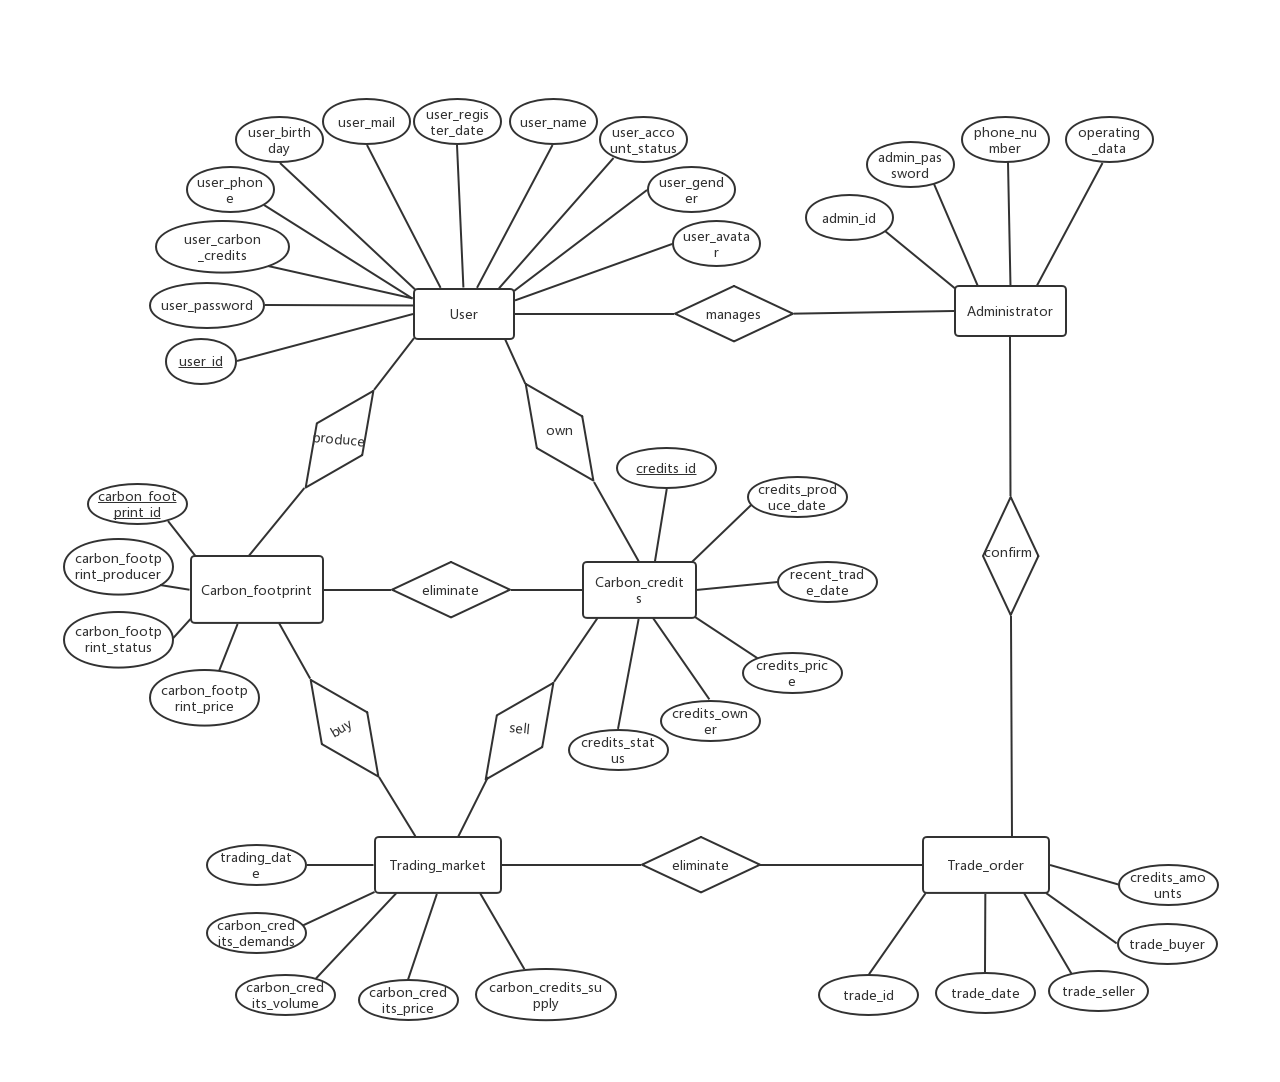 user_birth
day
user_mail
user_regis
ter_date
user_name
user_acco
unt_status
user_phon
e
user_gend
er
user_carbon
_credits
user_avata
r
user_password
user_id
User
manages
admin_id
admin_pas
sword
phone_nu
mber
operating
_data
Administrator
produce
own
confirm
carbon_foot
print_id
carbon_footp
rint_producer
carbon_footp
rint_status
carbon_footp
rint_price
Carbon_footprint
eliminate
Carbon_credit
s
credits_id
credits_prod
uce_date
recent_trad
e_date
credits_pric
e
credits_own
er
credits_stat
us
buy
sell
Trading_market
eliminate
Trade_order
trading_dat
e
carbon_cred
its_demands
carbon_cred
its_volume
carbon_cred
its_price
carbon_credits_su
pply
credits_amo
unts
trade_buyer
trade_seller
trade_date
trade_id